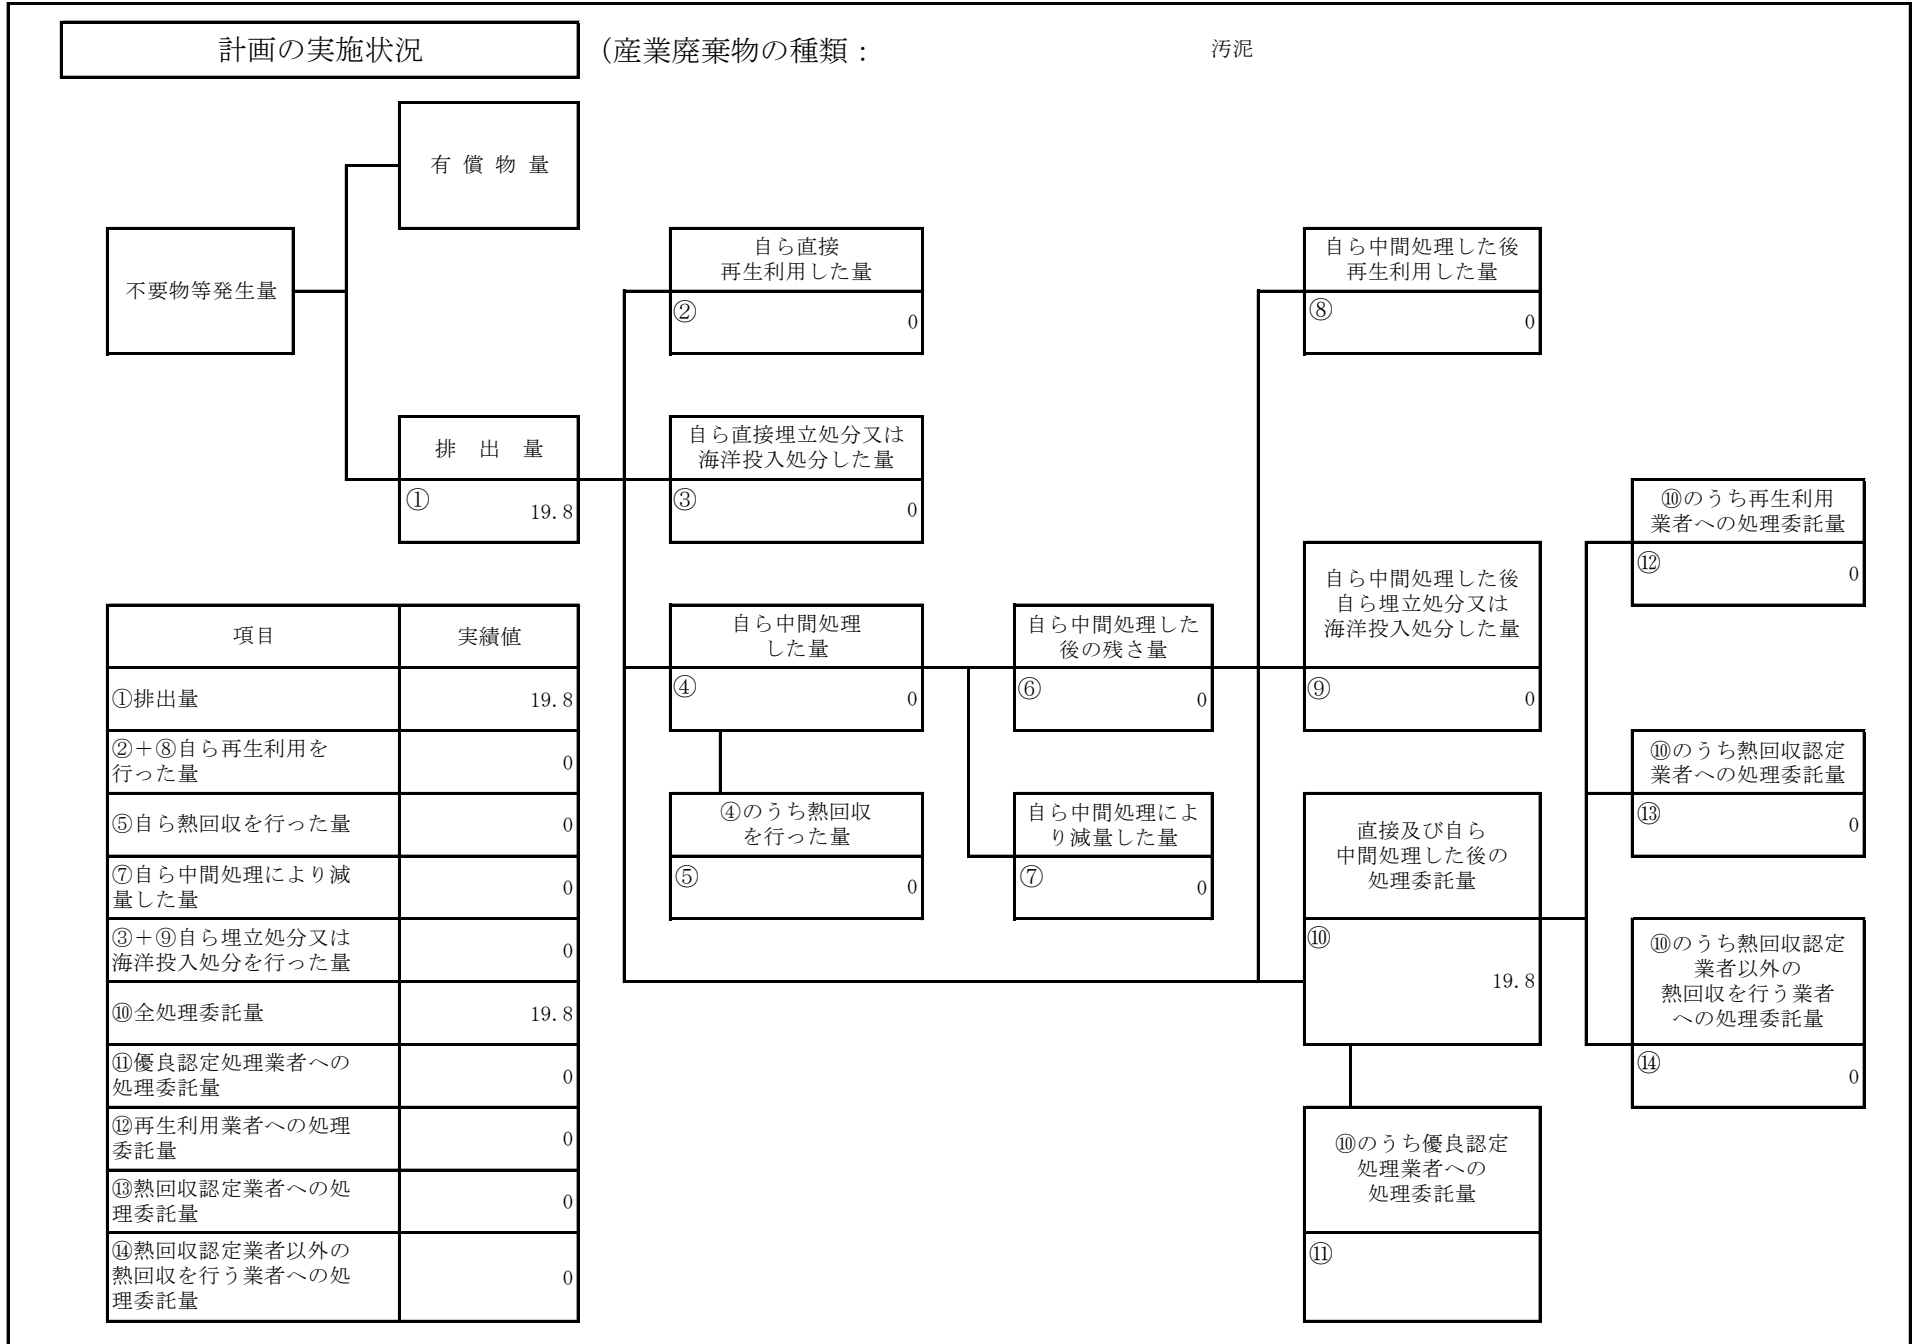 計画の実施状況
(産業廃棄物の種類：
汚泥
有 償 物 量
不要物等発生量
自ら直接
再生利用した量
②
0
自ら中間処理した後
再生利用した量
⑧
0
排 出 量
①
19.8
自ら直接埋立処分又は
海洋投入処分した量
③
0
⑩のうち再生利用
業者への処理委託量
⑫
0
自ら中間処理した後
自ら埋立処分又は
海洋投入処分した量
⑨
0
自ら中間処理
した量
④
0
自ら中間処理した
後の残さ量
⑥
0
⑩のうち熱回収認定
業者への処理委託量
⑬
0
④のうち熱回収
を行った量
⑤
0
自ら中間処理によ
り減量した量
⑦
0
直接及び自ら
中間処理した後の
処理委託量
⑩
19.8
⑩のうち熱回収認定
業者以外の
熱回収を行う業者
への処理委託量
⑭
0
⑩のうち優良認定
処理業者への
処理委託量
⑪
項目 実績値
①排出量 19.8
②＋⑧自ら再生利用を
行った量 0
⑤自ら熱回収を行った量 0
⑦自ら中間処理により減
量した量 0
③＋⑨自ら埋立処分又は
海洋投入処分を行った量 0
⑩全処理委託量 19.8
⑪優良認定処理業者への
処理委託量 0
⑫再生利用業者への処理
委託量 0
⑬熱回収認定業者への処
理委託量 0
⑭熱回収認定業者以外の
熱回収を行う業者への処
理委託量 0